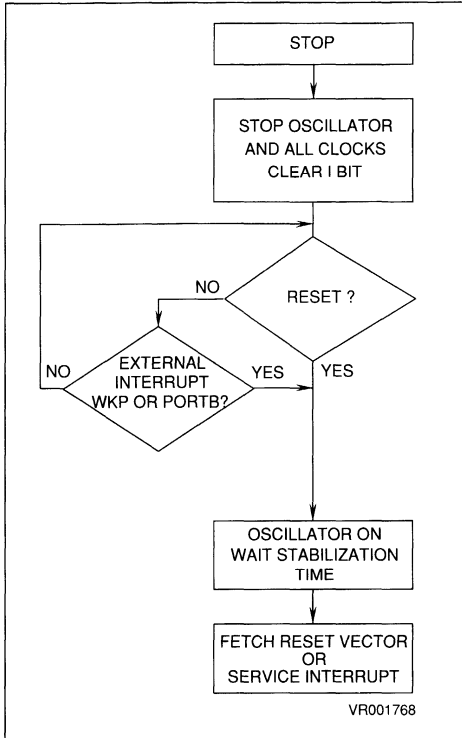 STOP
STOP OSCILLATOR
AND ALL CLOCKS
CLEAR I BIT
NO
RESET ?
NO
EXTERNAL
INTERRUPT
WKP OR PORTB?
YES
YES
OSCILLATOR ON
WAIT STABILIZATION
TIME
FETCH RESET VECTOR
OR
SERVICE INTERRUPT
VR001768